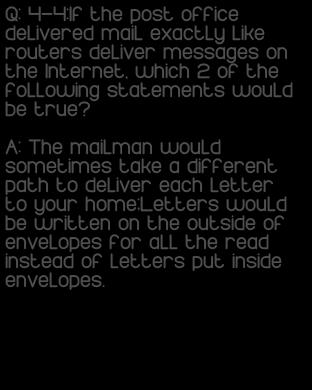 Q: 4-4:If the post office
delivered mail exactly like
routers deliver messages on
the Internet, which 2 of the
following statements would
be true?
A: The mailman would
sometimes take a different
path to deliver each letter
to your home:Letters would
be written on the outside of
envelopes for all the read
instead of letters put inside
envelopes.